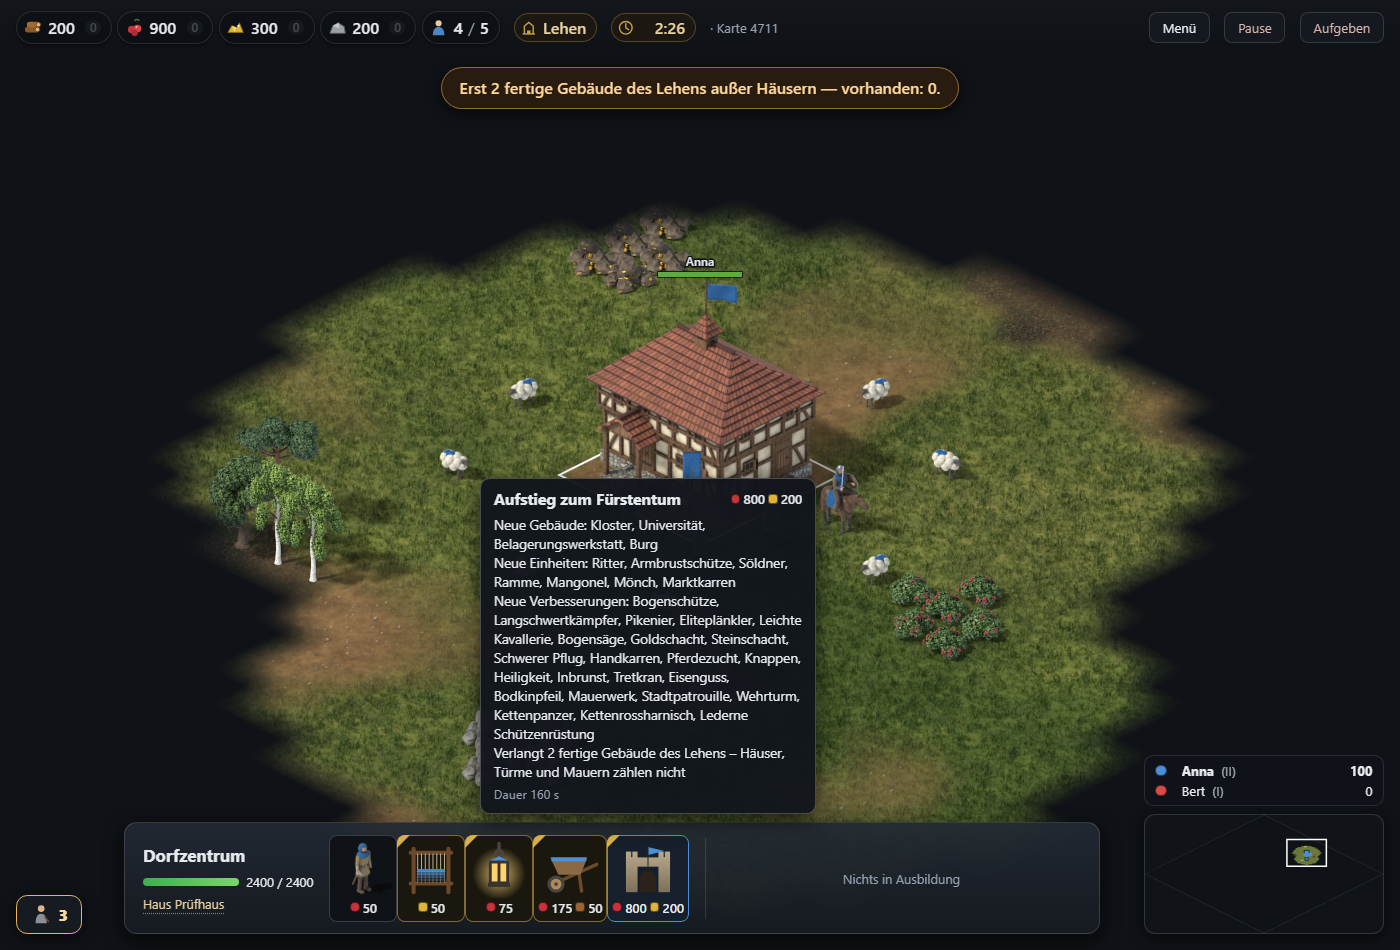 200 0 900 0 300 0 200 0 4 / 5 Lehen 2:26 · Karte 4711 Menü Pause Aufgeben
Erst 2 fertige Gebäude des Lehens außer Häusern — vorhanden: 0.
Anna
Aufstieg zum Fürstentum 800 200
Neue Gebäude: Kloster, Universität,
Belagerungswerkstatt, Burg
Neue Einheiten: Ritter, Armbrustschütze, Söldner,
Ramme, Mangonel, Mönch, Marktkarren
Neue Verbesserungen: Bogenschütze,
Langschwertkämpfer, Pikenier, Eliteplänkler, Leichte
Kavallerie, Bogensäge, Goldschacht, Steinschacht,
Schwerer Pflug, Handkarren, Pferdezucht, Knappen,
Heiligkeit, Inbrunst, Tretkran, Eisenguss,
Bodkinpfeil, Mauerwerk, Stadtpatrouille, Wehrturm,
Kettenpanzer, Kettenrossharnisch, Lederne
Schützenrüstung
Verlangt 2 fertige Gebäude des Lehens – Häuser,
Türme und Mauern zählen nicht
Dauer 160 s
Anna (II) 100
Bert (I) 0
Dorfzentrum
2400 / 2400
Haus Prüfhaus
50 50 75 175 50 800 200
Nichts in Ausbildung
3